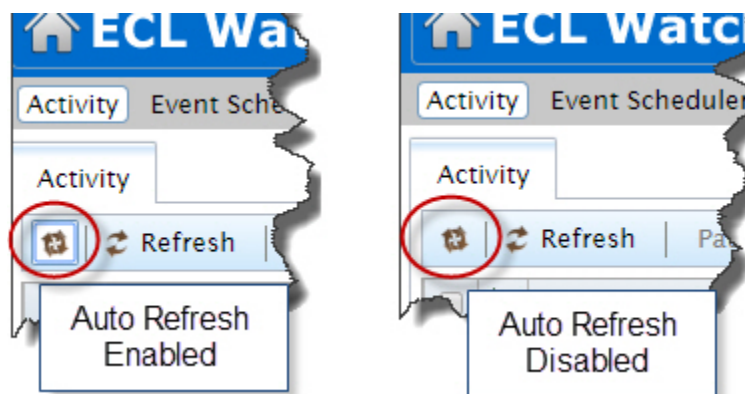 ECL Wat
Activity Event Sche
Activity
Refresh
Auto Refresh
Enabled
ECL Watc
Activity Event Scheduler
Activity
Refresh Pa
Auto Refresh
Disabled